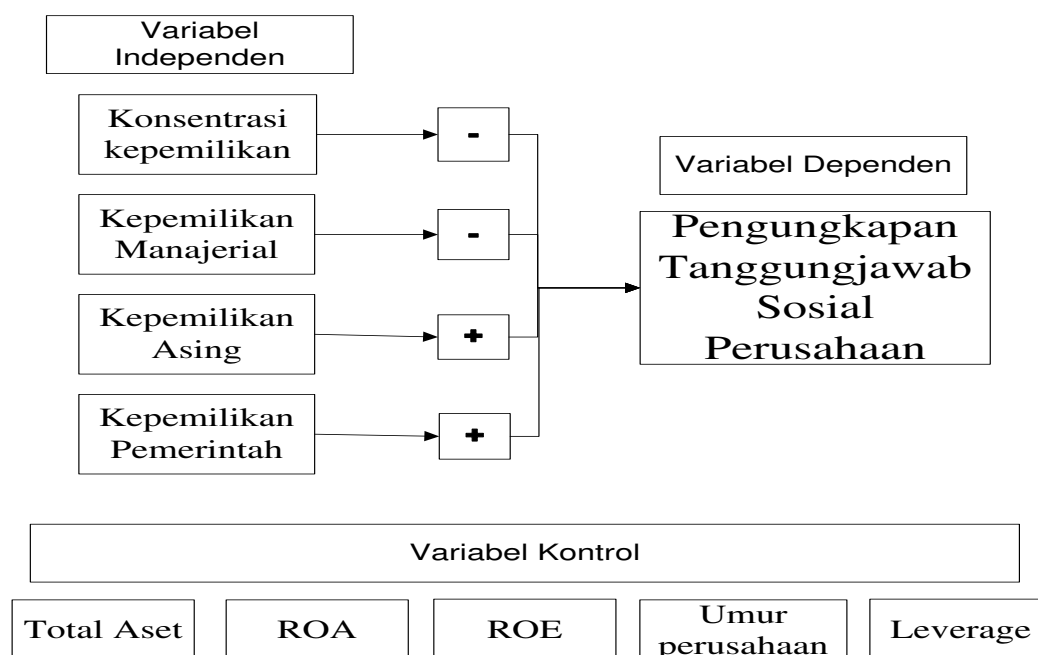 Variabel
Independen
Konsentrasi
kepemilikan
-
Kepemilikan
Manajerial
-
Kepemilikan
Asing
+
Kepemilikan
Pemerintah
+
Variabel Dependen
Pengungkapan
Tanggungjawab
Sosial
Perusahaan
Variabel Kontrol
Total Aset
ROA
ROE
Umur
perusahaan
Leverage